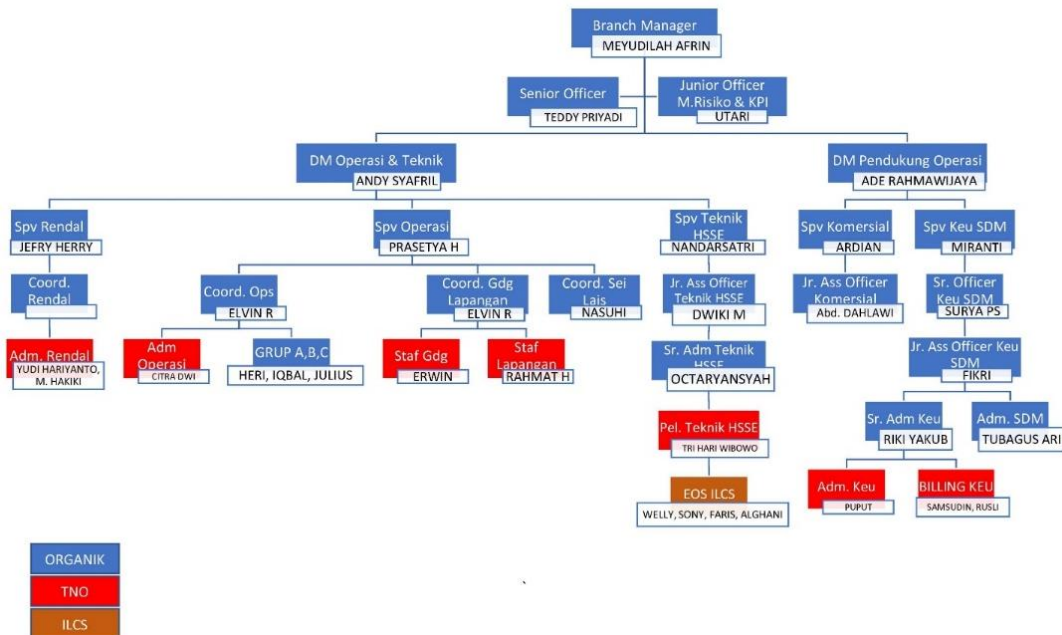 Branch Manager
MEYUDILAH AFRIN
Senior Officer
TEDDY PRIYADI
Junior Officer
M.Risiko & KPI
UTARI
DM Operasi & Teknik
ANDY SYAFRIL
DM Pendukung Operasi
ADE RAHMAWIJAYA
Spv Rendal
JEFRY HERRY
Spv Operasi
PRASETYA H
Spv Teknik
HSSE
NANDARSATRI
Spv Komersial
ARDIAN
Spv Keu SDM
MIRANTI
Coord.
Rendal
Coord. Ops
ELVIN R
Coord. Gdg
Lapangan
ELVIN R
Coord. Sei
Lais
NASUHI
Jr. Ass Officer
Teknik HSSE
DWIKI M
Jr. Ass Officer
Komersial
Abd. DAHLAWI
Sr. Officer
Keu SDM
SURYA PS
Adm. Rendal
YUDI HARIYANTO,
M. HAKIKI
Adm
Operasi
CITRA DWI
GRUP A,B,C
HERI, IQBAL, JULIUS
Staf Gdg
ERWIN
Staf
Lapangan
RAHMAT H
Sr. Adm Teknik
HSSE
OCTARYANSYAH
Jr. Ass Officer Keu
SDM
FIKRI
Pel. Teknik HSSE
TRI HARI WIBOWO
Sr. Adm Keu
RIKI YAKUB
Adm. SDM
TUBAGUS ARI
EOS ILCS
WELLY, SONY, FARIS, ALGHANI
Adm. Keu
PUPUT
BILLING KEU
SAMSUDIN, RUSLI
ORGANIK
TNO
ILCS